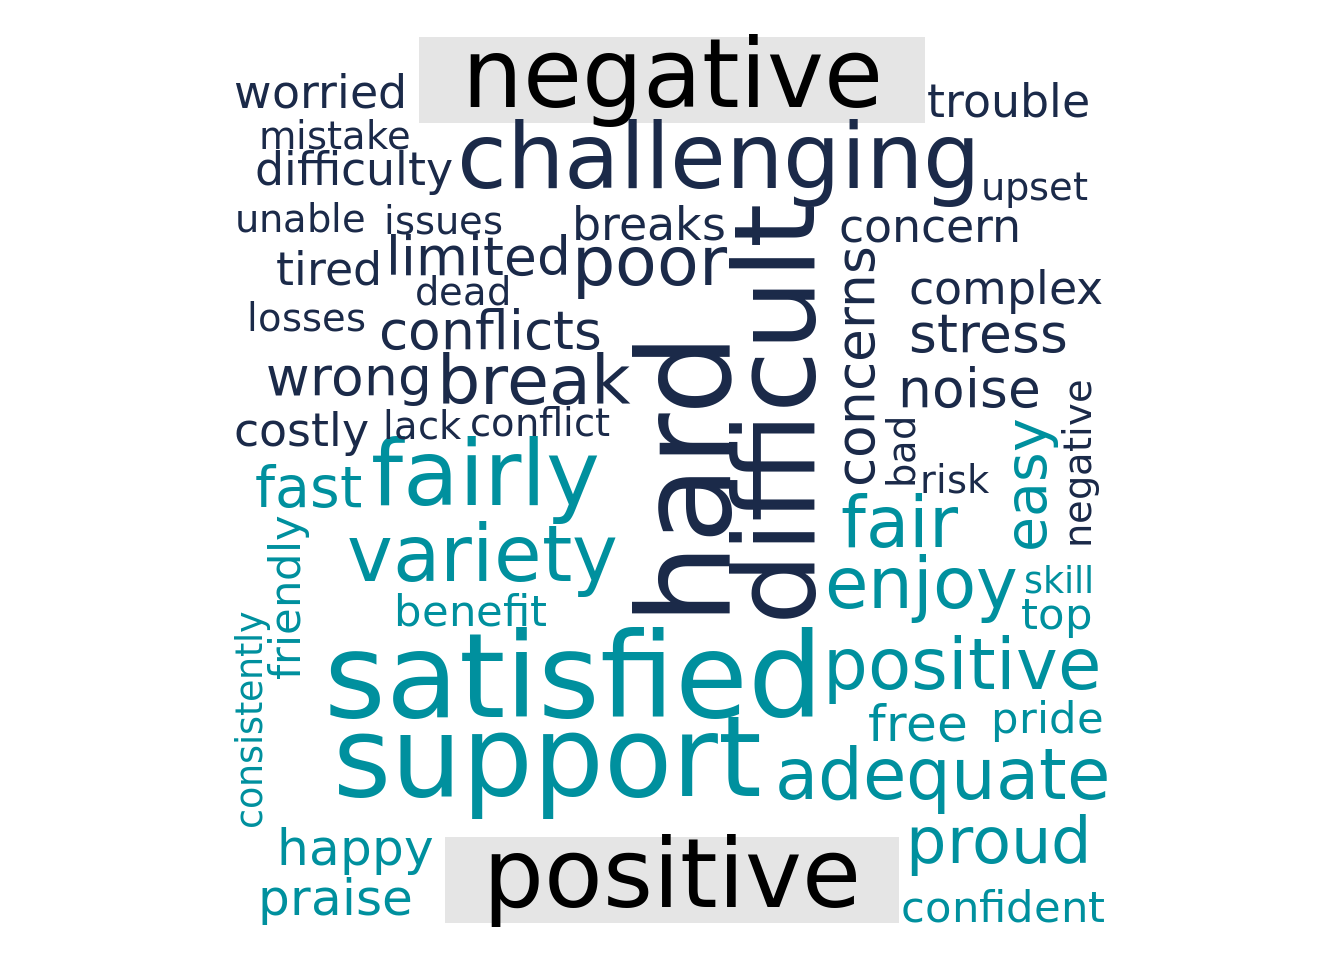 negative
worried
trouble
mistake
challenging
difficulty
upset
unable
issues
breaks
concern
tired
limited
poor
difficult
concerns
complex
dead
losses
conflicts
stress
hard
wrong
break
noise
negative
costly
lack
conflict
bad
risk
easy
fast
fairly
fair
friendly
variety
enjoy
skill
benefit
top
consistently
satisfied
positive
free
pride
support
adequate
happy
positive
proud
praise
confident